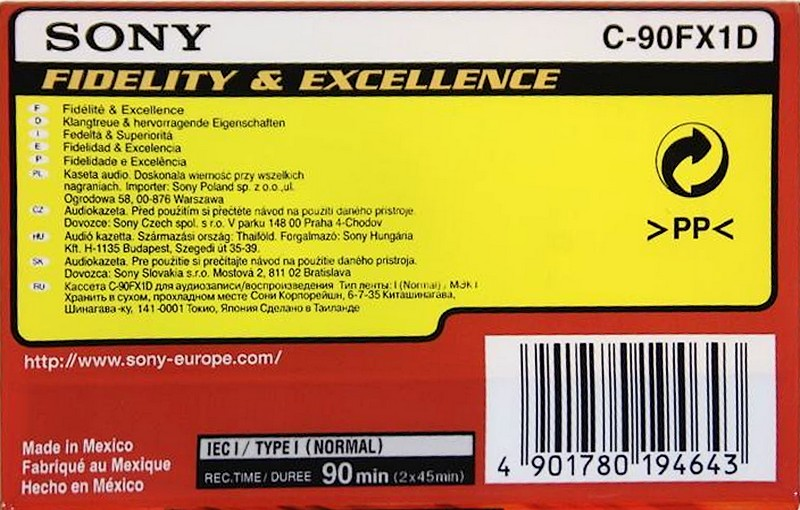 SONY C-90FX1D
FIDELITY & EXCELLENCE
F Fidélité & Excellence
D Klangtreue & hervorragende Eigenschaften
I Fedeltà & Superiorità
E Fidelidad & Excelencia
P Fidelidade e Excelência
PL Kaseta audio. Doskonała wierność przy wszelkich
nagraniach. Importer: Sony Poland sp. z o.o.,ul.
Ogrodowa 58, 00-876 Warszawa
CZ Audiokazeta. Před použitím si přečtěte návod na použití daného přístroje.
Dovozce: Sony Czech spol. s r.o. V parku 148 00 Praha 4-Chodov
HU Audió kazetta. Származási ország: Thaiföld. Forgalmazó: Sony Hungária
Kft. H-1135 Budapest, Szegedi út 35-39.
SK Audiokazeta. Pre použitie si prečítajte návod na použitie daného prístroja.
Dovozca: Sony Slovakia s.r.o. Mostová 2, 811 02 Bratislava
RU Кассета C-90FX1D для аудиозаписи/воспроизведения Тип ленты: I (Normal) , МЭК I
Хранить в сухом, прохладном месте Сони Корпорейшн, 6-7-35 Киташинагава,
Шинагава-ку, 141-0001 Токио, Япония Сделано в Таиланде
>PP<
http://www.sony-europe.com/
Made in Mexico
Fabriqué au Mexique
Hecho en México
IEC I / TYPE I (NORMAL)
REC.TIME / DUREE 90 min (2x45min)
4 901780 194643